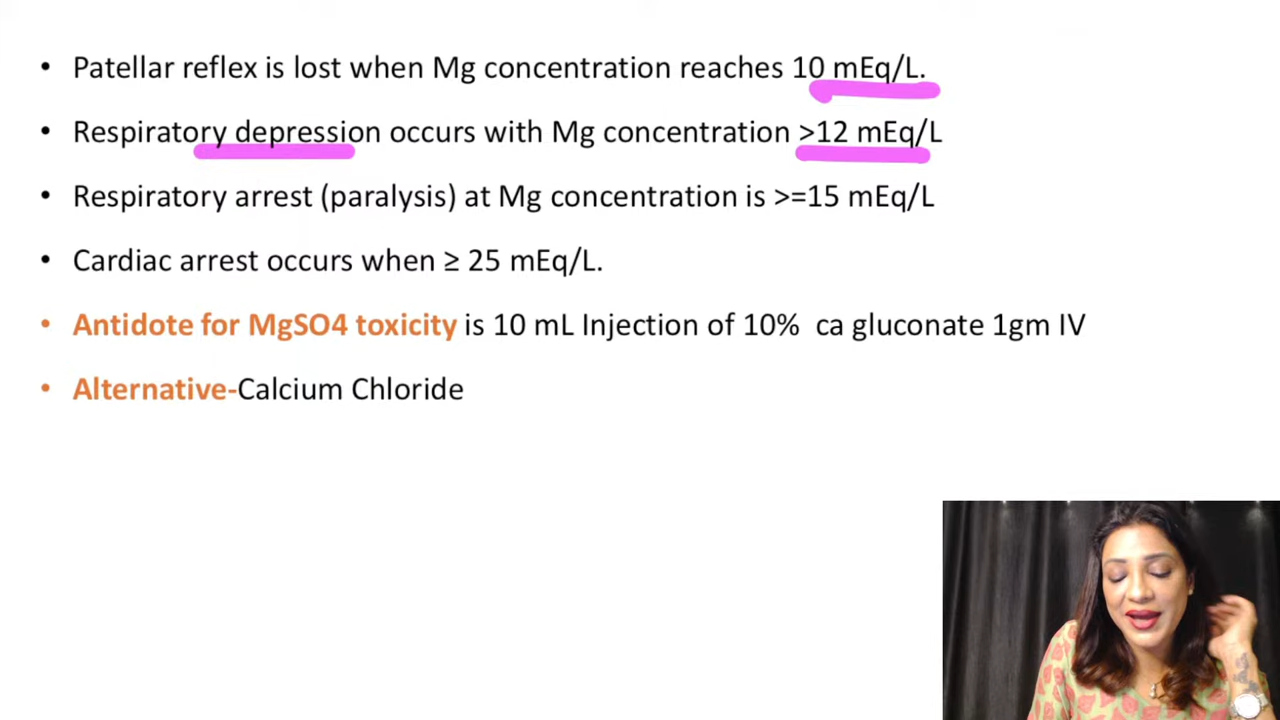 • Patellar reflex is lost when Mg concentration reaches 10 mEq/L.
• Respiratory depression occurs with Mg concentration >12 mEq/L
• Respiratory arrest (paralysis) at Mg concentration is >=15 mEq/L
• Cardiac arrest occurs when ≥ 25 mEq/L.
• Antidote for MgSO4 toxicity is 10 mL Injection of 10% ca gluconate 1gm IV
• Alternative-Calcium Chloride